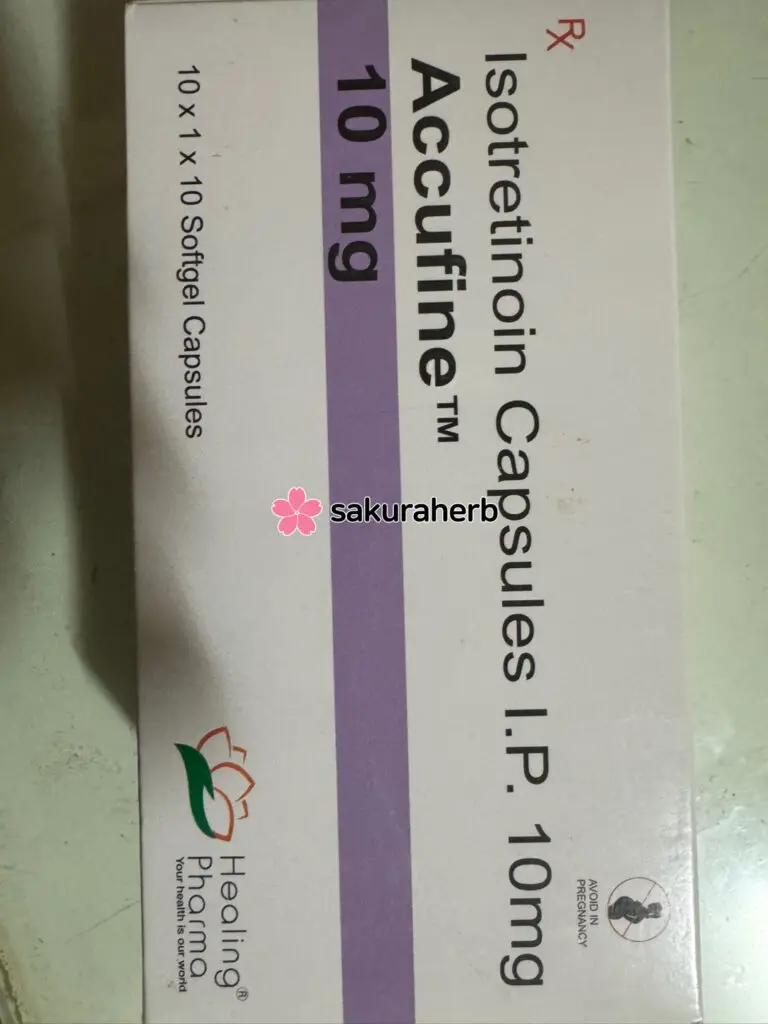 Rx
Isotretinoin Capsules I.P. 10mg
Accufine™
10 mg
10 x 1 x 10 Softgel Capsules
AVOID IN
PREGNANCY
sakuraherb
Healing®
Pharma
Your health is our world